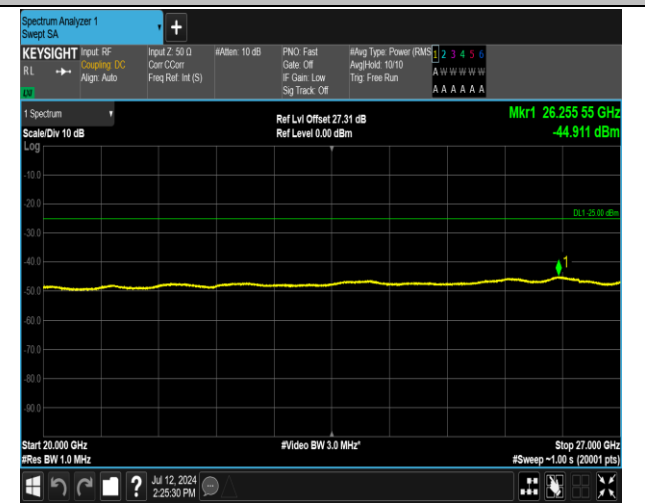 Spectrum Analyzer 1
Swept SA
+
KEYSIGHT
RL
Input: RF
Coupling: DC
Align: Auto
Input Z: 50 Ω
Corr CCorr
Freq Ref: Int (S)
#Atten: 10 dB
PNO: Fast
Gate: Off
IF Gain: Low
Sig Track: Off
#Avg Type: Power (RMS
Avg|Hold: 10/10
Trig: Free Run
1 2 3 4 5 6
A W W W W W
A A A A A A
1 Spectrum
Scale/Div 10 dB
Log
Ref Lvl Offset 27.31 dB
Ref Level 0.00 dBm
Mkr1 26.255 55 GHz
-44.911 dBm
-10.0
-20.0
DL1 -25.00 dBm
-30.0
-40.0
1
-50.0
-60.0
-70.0
-80.0
-90.0
Start 20.000 GHz
#Res BW 1.0 MHz
#Video BW 3.0 MHz*
Stop 27.000 GHz
#Sweep ~1.00 s (20001 pts)
?
Jul 12, 2024
2:25:30 PM